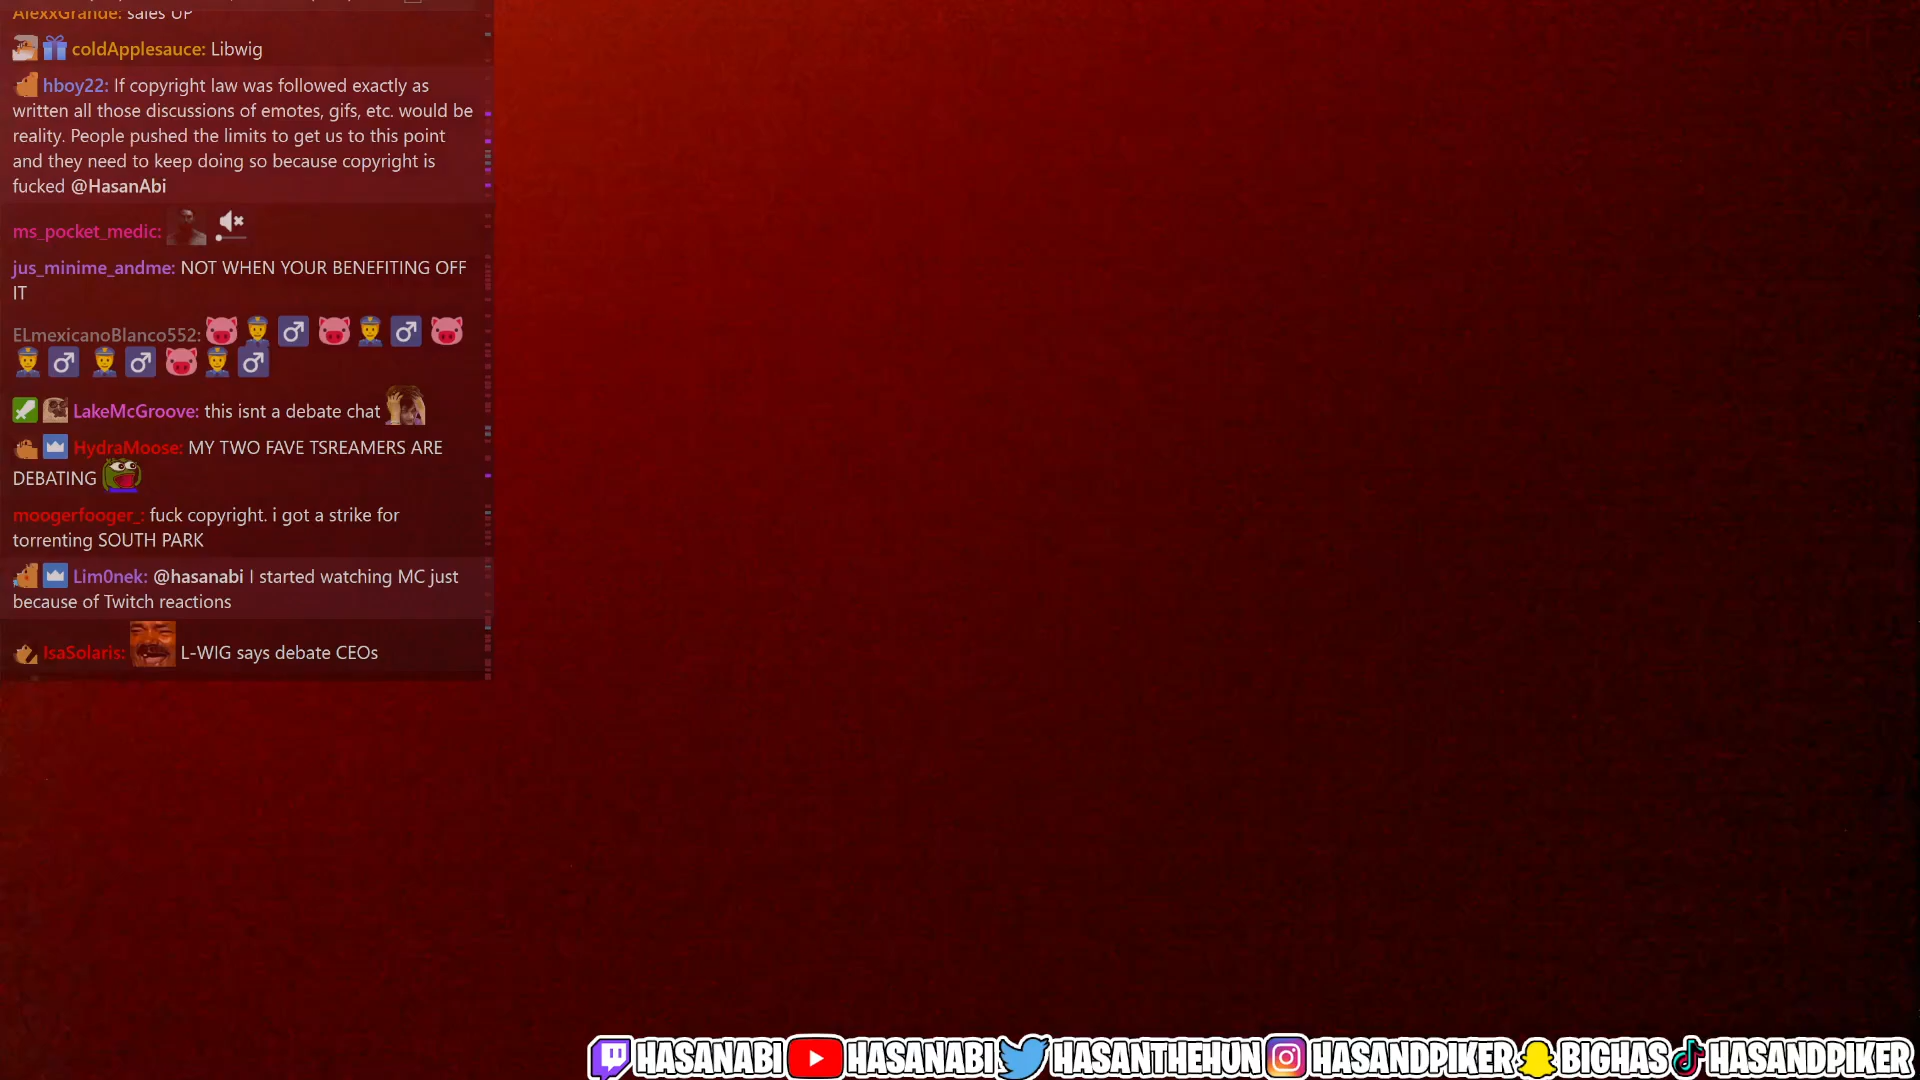 AlexxGrande: sales UP
coldApplesauce: Libwig
hboy22: If copyright law was followed exactly as
written all those discussions of emotes, gifs, etc. would be
reality. People pushed the limits to get us to this point
and they need to keep doing so because copyright is
fucked @HasanAbi
ms_pocket_medic:
jus_minime_andme: NOT WHEN YOUR BENEFITING OFF
IT
ELmexicanoBlanco552:
LakeMcGroove: this isnt a debate chat
HydraMoose: MY TWO FAVE TSREAMERS ARE
DEBATING
moogerfooger_: fuck copyright. i got a strike for
torrenting SOUTH PARK
Lim0nek: @hasanabi I started watching MC just
because of Twitch reactions
IsaSolaris: L-WIG says debate CEOs
HASANABI HASANABI HASANTHEHUN HASANDPIKER BIGHAS HASANDPIKER